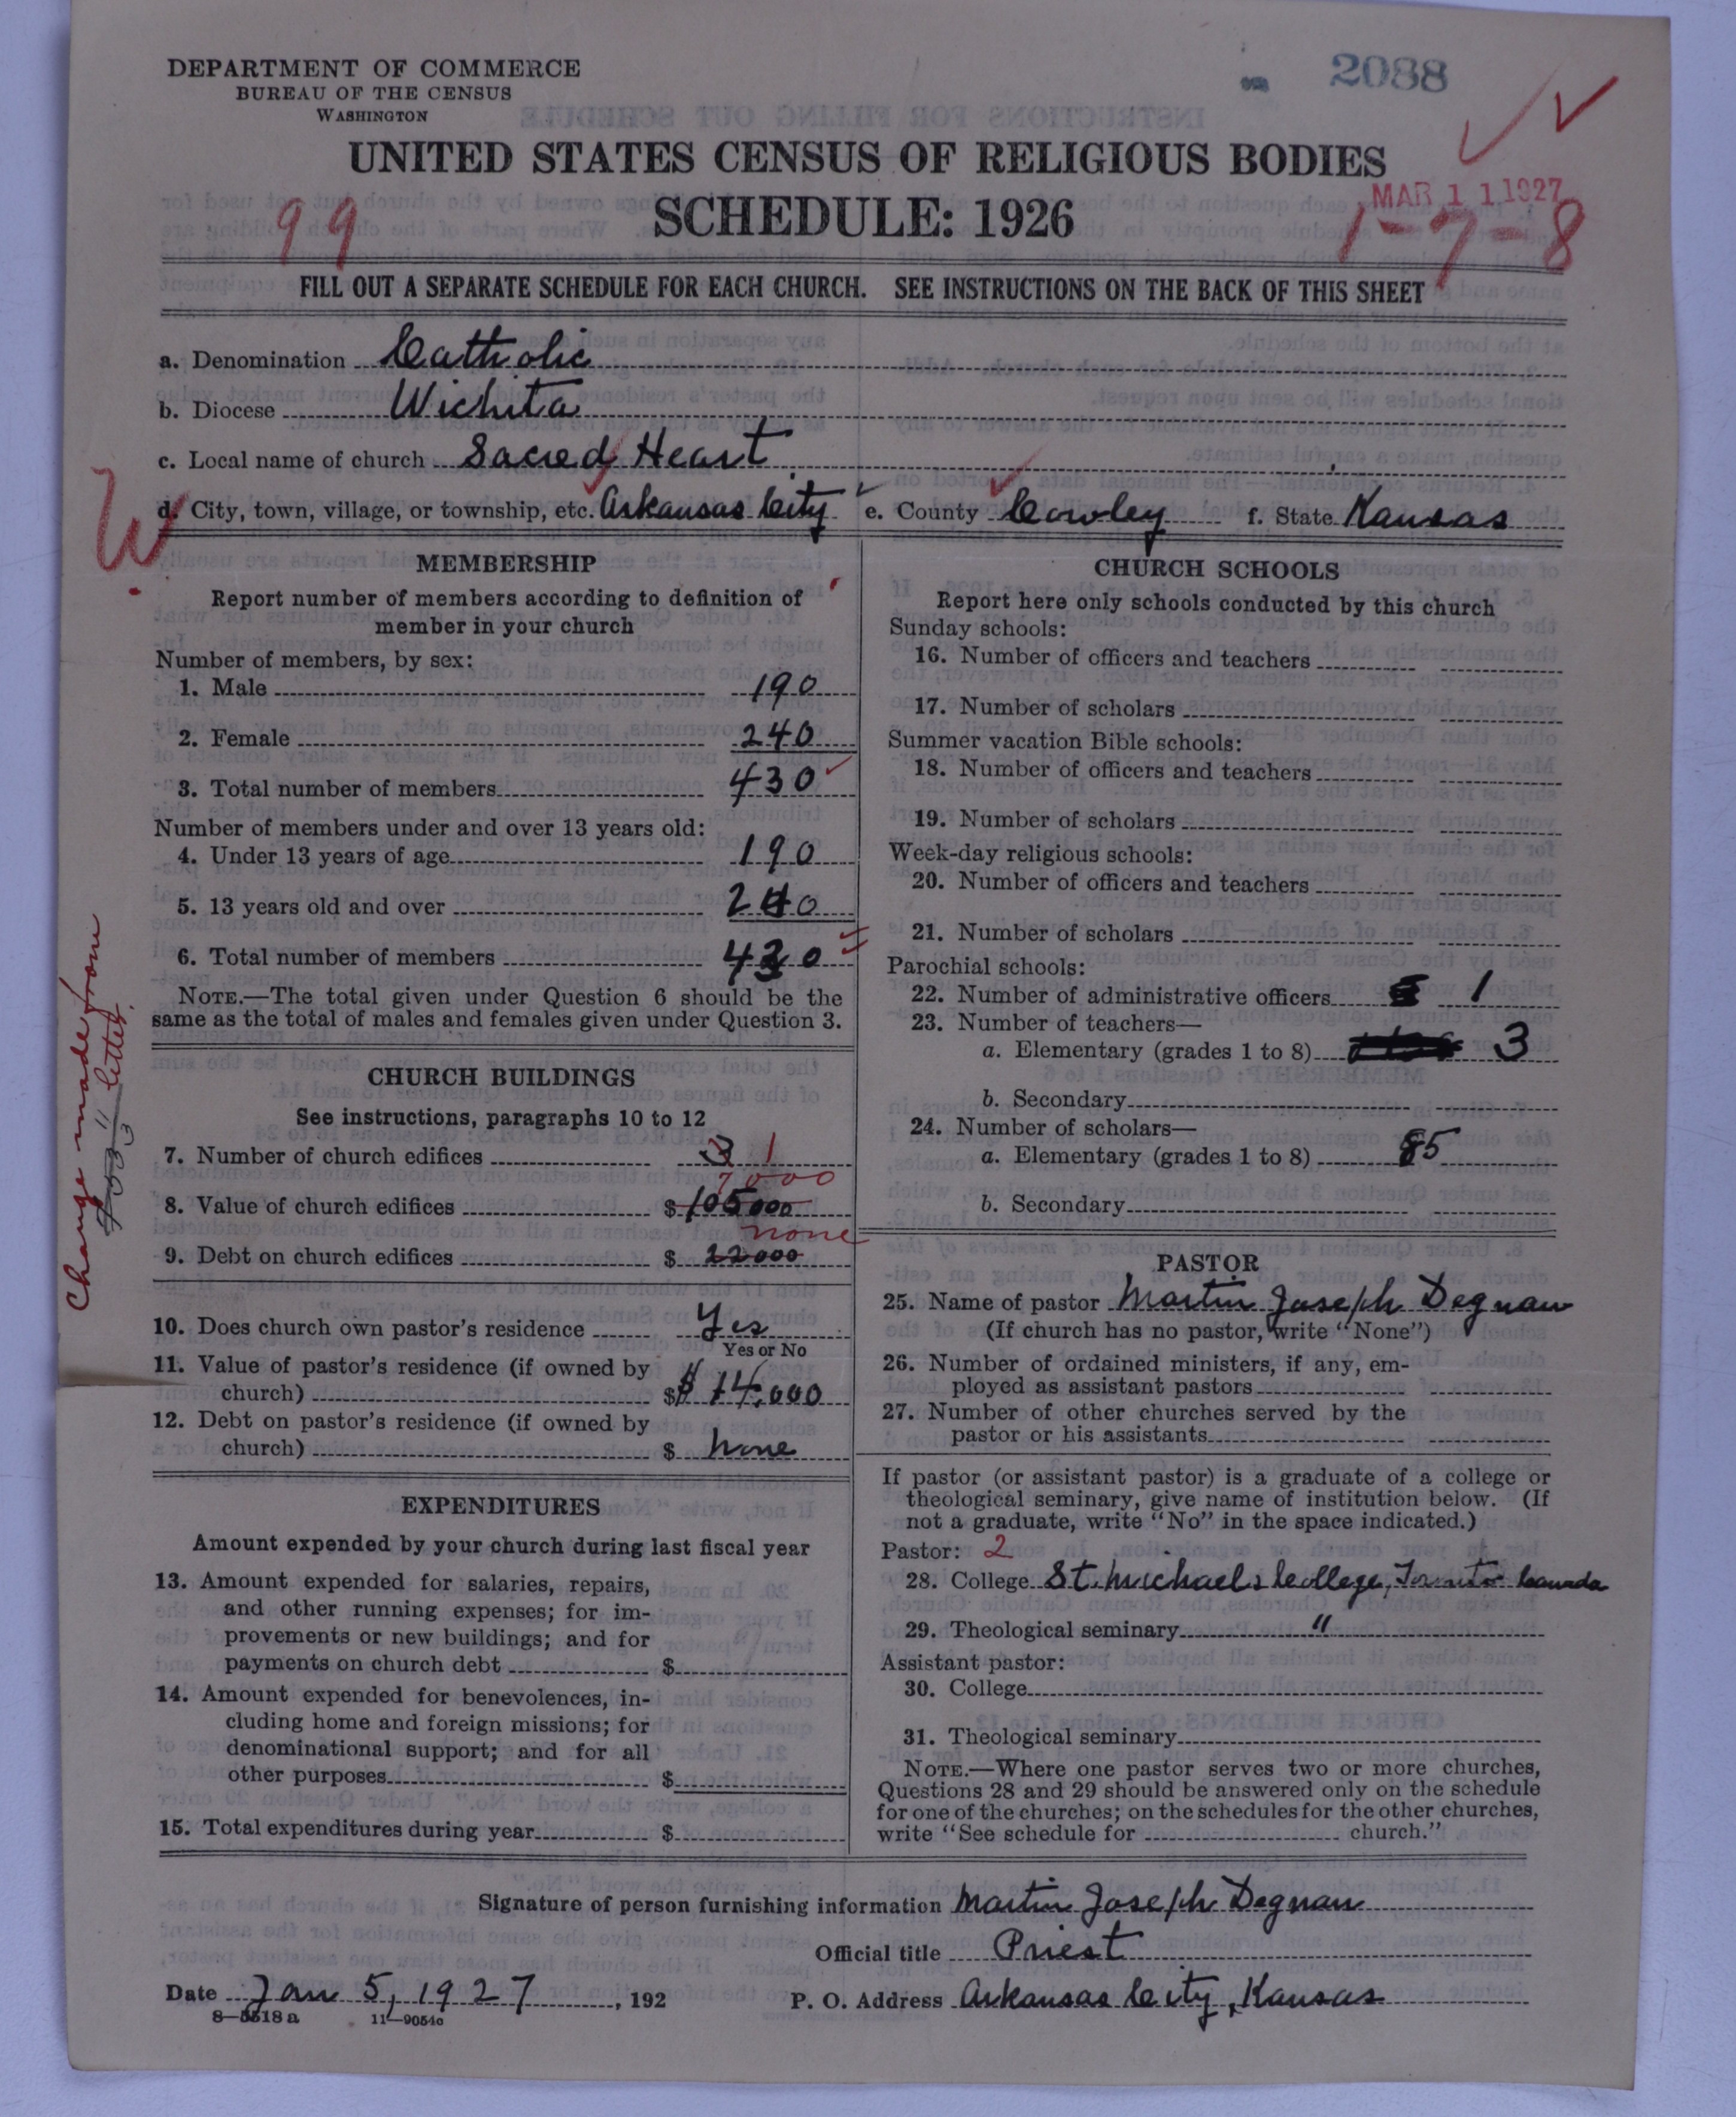 DEPARTMENT OF COMMERCE
BUREAU OF THE CENSUS
WASHINGTON
2088
UNITED STATES CENSUS OF RELIGIOUS BODIES
SCHEDULE: 1926
MAR 11 1927
99
1-7-8
FILL OUT A SEPARATE SCHEDULE FOR EACH CHURCH. SEE INSTRUCTIONS ON THE BACK OF THIS SHEET
a. Denomination Catholic
b. Diocese Wichita
c. Local name of church Sacred Heart
d. City, town, village, or township, etc. Arkansas City e. County Cowley f. State Kansas
W
MEMBERSHIP
Report number of members according to definition of
member in your church
Number of members, by sex:
1. Male 190
2. Female 240
3. Total number of members 430
Number of members under and over 13 years old:
4. Under 13 years of age 190
5. 13 years old and over 240
6. Total number of members 430
NOTE.—The total given under Question 6 should be the
same as the total of males and females given under Question 3.
Change made from
letter
CHURCH BUILDINGS
See instructions, paragraphs 10 to 12
7. Number of church edifices 3 1
7000
8. Value of church edifices $ 105000
none
9. Debt on church edifices $ 22000
10. Does church own pastor's residence Yes
Yes or No
11. Value of pastor's residence (if owned by
church) $ $ 14,000
12. Debt on pastor's residence (if owned by
church) $ None
EXPENDITURES
Amount expended by your church during last fiscal year
13. Amount expended for salaries, repairs,
and other running expenses; for im-
provements or new buildings; and for
payments on church debt $
14. Amount expended for benevolences, in-
cluding home and foreign missions; for
denominational support; and for all
other purposes $
15. Total expenditures during year $
CHURCH SCHOOLS
Report here only schools conducted by this church
Sunday schools:
16. Number of officers and teachers
17. Number of scholars
Summer vacation Bible schools:
18. Number of officers and teachers
19. Number of scholars
Week-day religious schools:
20. Number of officers and teachers
21. Number of scholars
Parochial schools:
22. Number of administrative officers 1
23. Number of teachers—
a. Elementary (grades 1 to 8) 3
b. Secondary
24. Number of scholars—
a. Elementary (grades 1 to 8) 85
b. Secondary
PASTOR
25. Name of pastor Martin Joseph Degnan
(If church has no pastor, write "None")
26. Number of ordained ministers, if any, em-
ployed as assistant pastors
27. Number of other churches served by the
pastor or his assistants
If pastor (or assistant pastor) is a graduate of a college or
theological seminary, give name of institution below. (If
not a graduate, write "No" in the space indicated.)
Pastor: 2
28. College St. Michaels College, Toronto Canada
29. Theological seminary "
Assistant pastor:
30. College
31. Theological seminary
NOTE.—Where one pastor serves two or more churches,
Questions 28 and 29 should be answered only on the schedule
for one of the churches; on the schedules for the other churches,
write "See schedule for church."
Signature of person furnishing information Martin Joseph Degnan
Official title Priest
Date Jan 5, 1927, 192 P. O. Address Arkansas City, Kansas
8—5518a 11—9054c